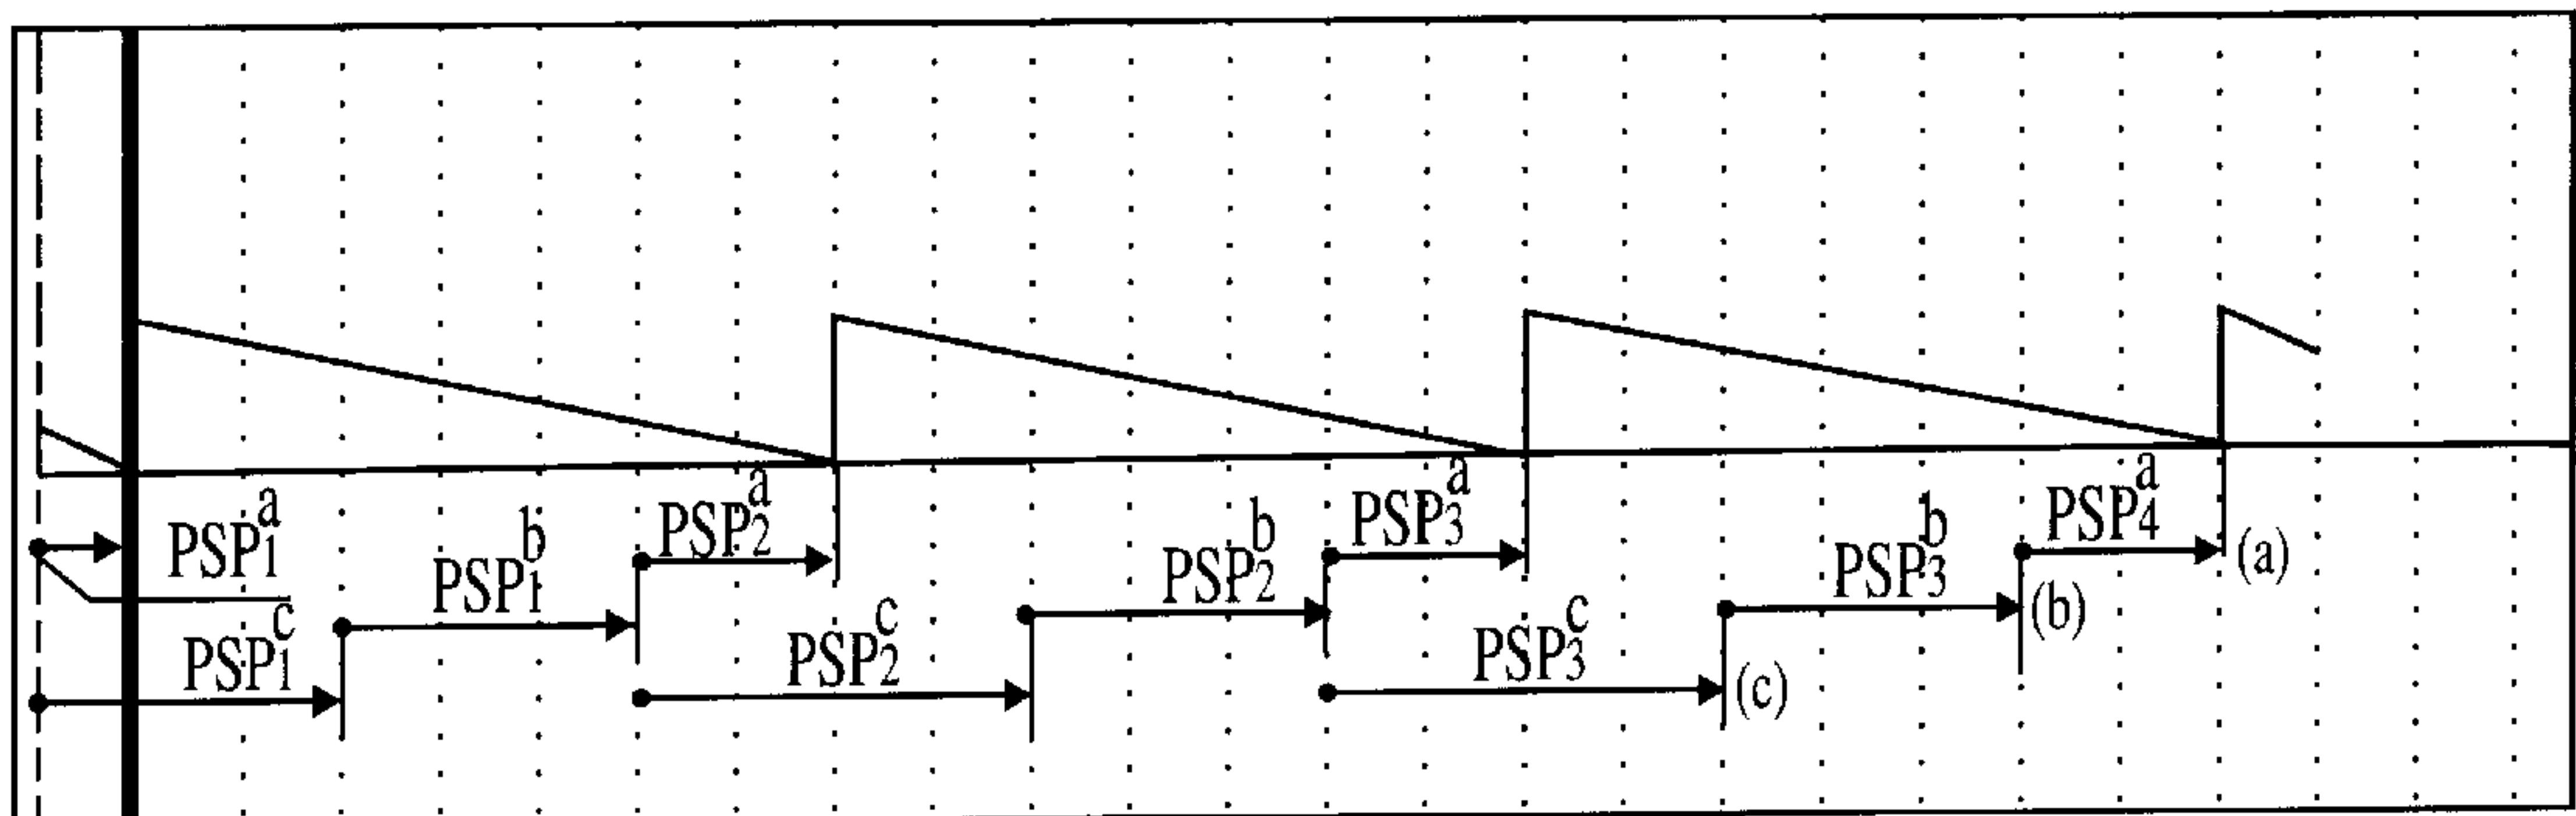 PSP₁ᵃ
PSP₁ᵇ
PSP₂ᵃ
PSP₂ᵇ
PSP₃ᵃ
PSP₃ᵇ
PSP₄ᵃ
(a)
(b)
PSP₁ᶜ
PSP₂ᶜ
PSP₃ᶜ
(c)